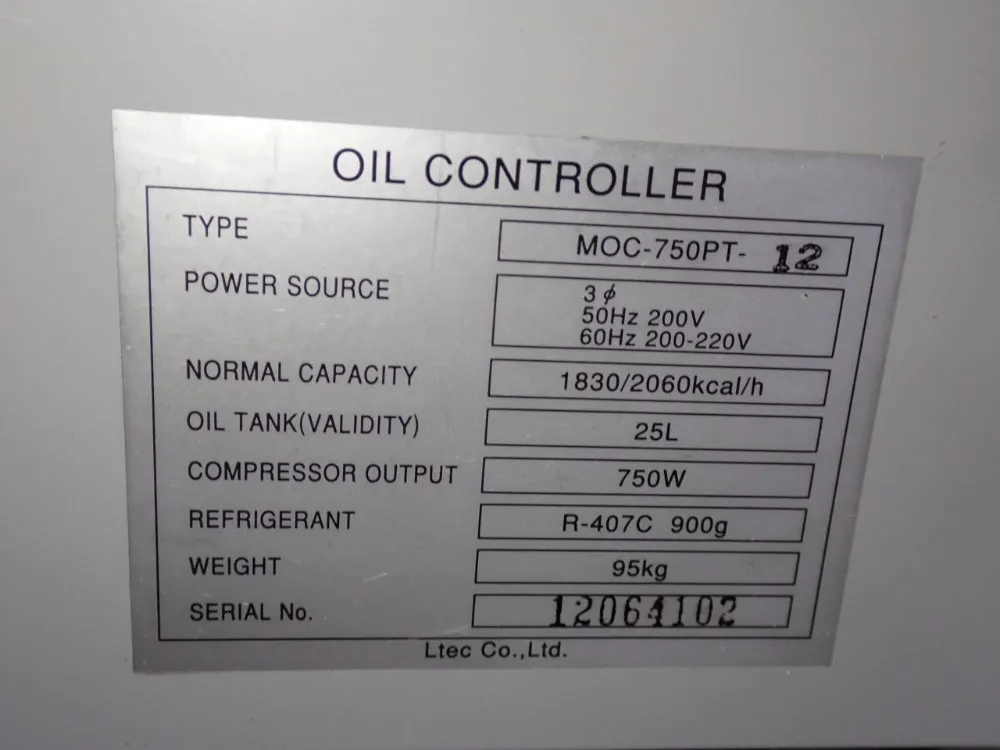 OIL CONTROLLER
TYPE MOC-750PT- 12
POWER SOURCE 3 ϕ
50Hz 200V
60Hz 200-220V
NORMAL CAPACITY 1830/2060kcal/h
OIL TANK(VALIDITY) 25L
COMPRESSOR OUTPUT 750W
REFRIGERANT R-407C 900g
WEIGHT 95kg
SERIAL No. 12064102
Ltec Co.,Ltd.